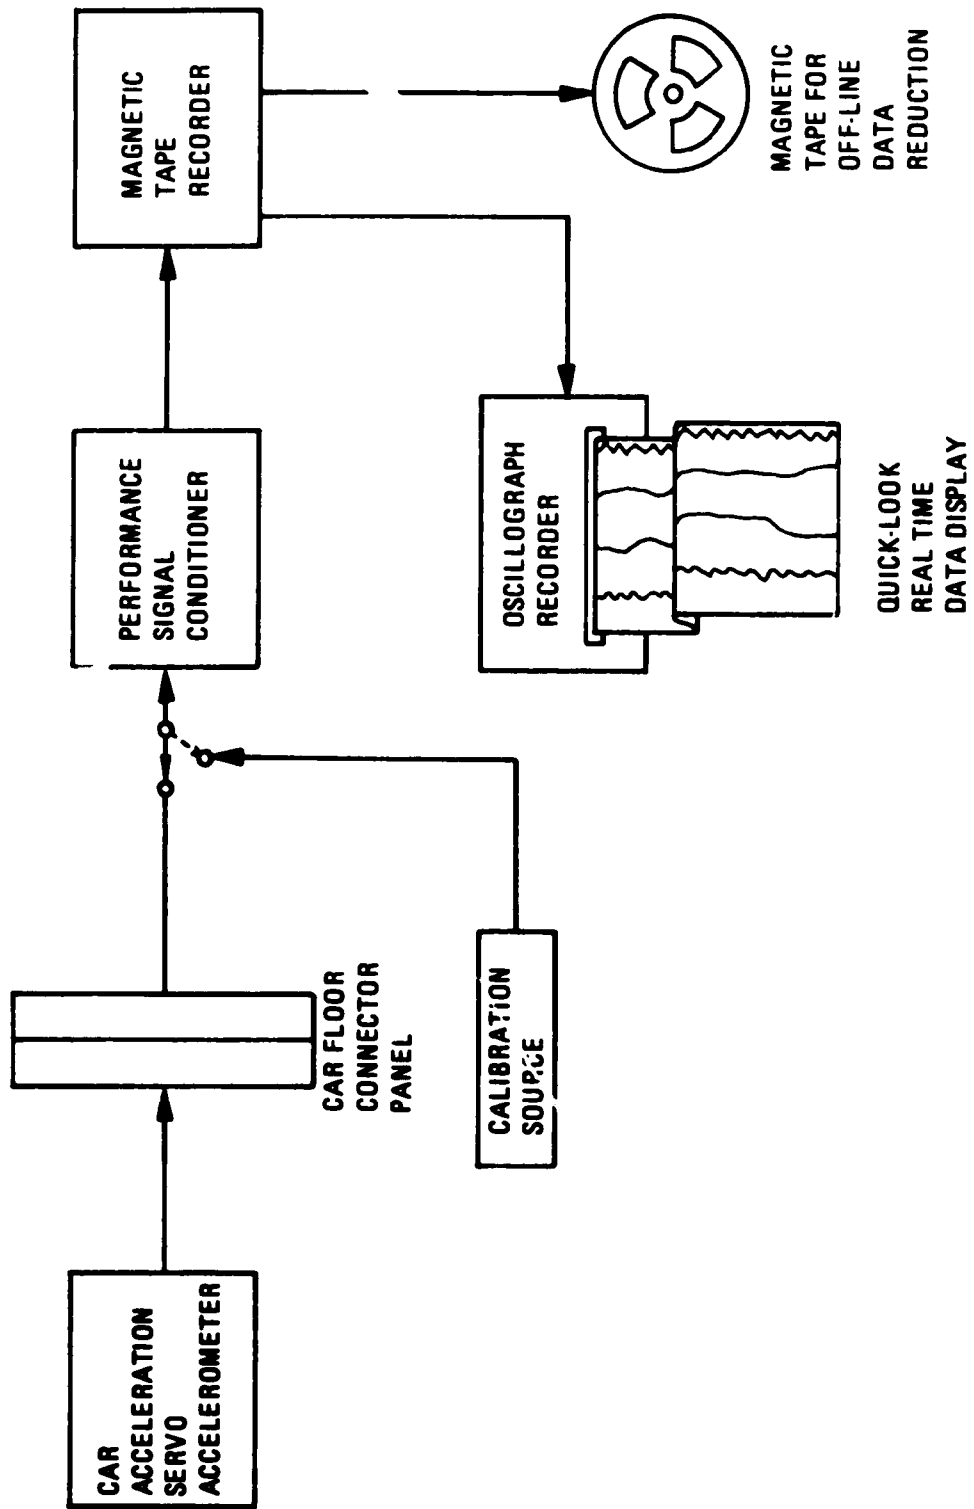 CAR
ACCELERATION
SERVO
ACCELEROMETER
CAR FLOOR
CONNECTOR
PANEL
CALIBRATION
SOURCE
PERFORMANCE
SIGNAL
CONDITIONER
MAGNETIC
TAPE
RECORDER
OSCILLOGRAPH
RECORDER
QUICK-LOOK
REAL TIME
DATA DISPLAY
MAGNETIC
TAPE FOR
OFF-LINE
DATA
REDUCTION